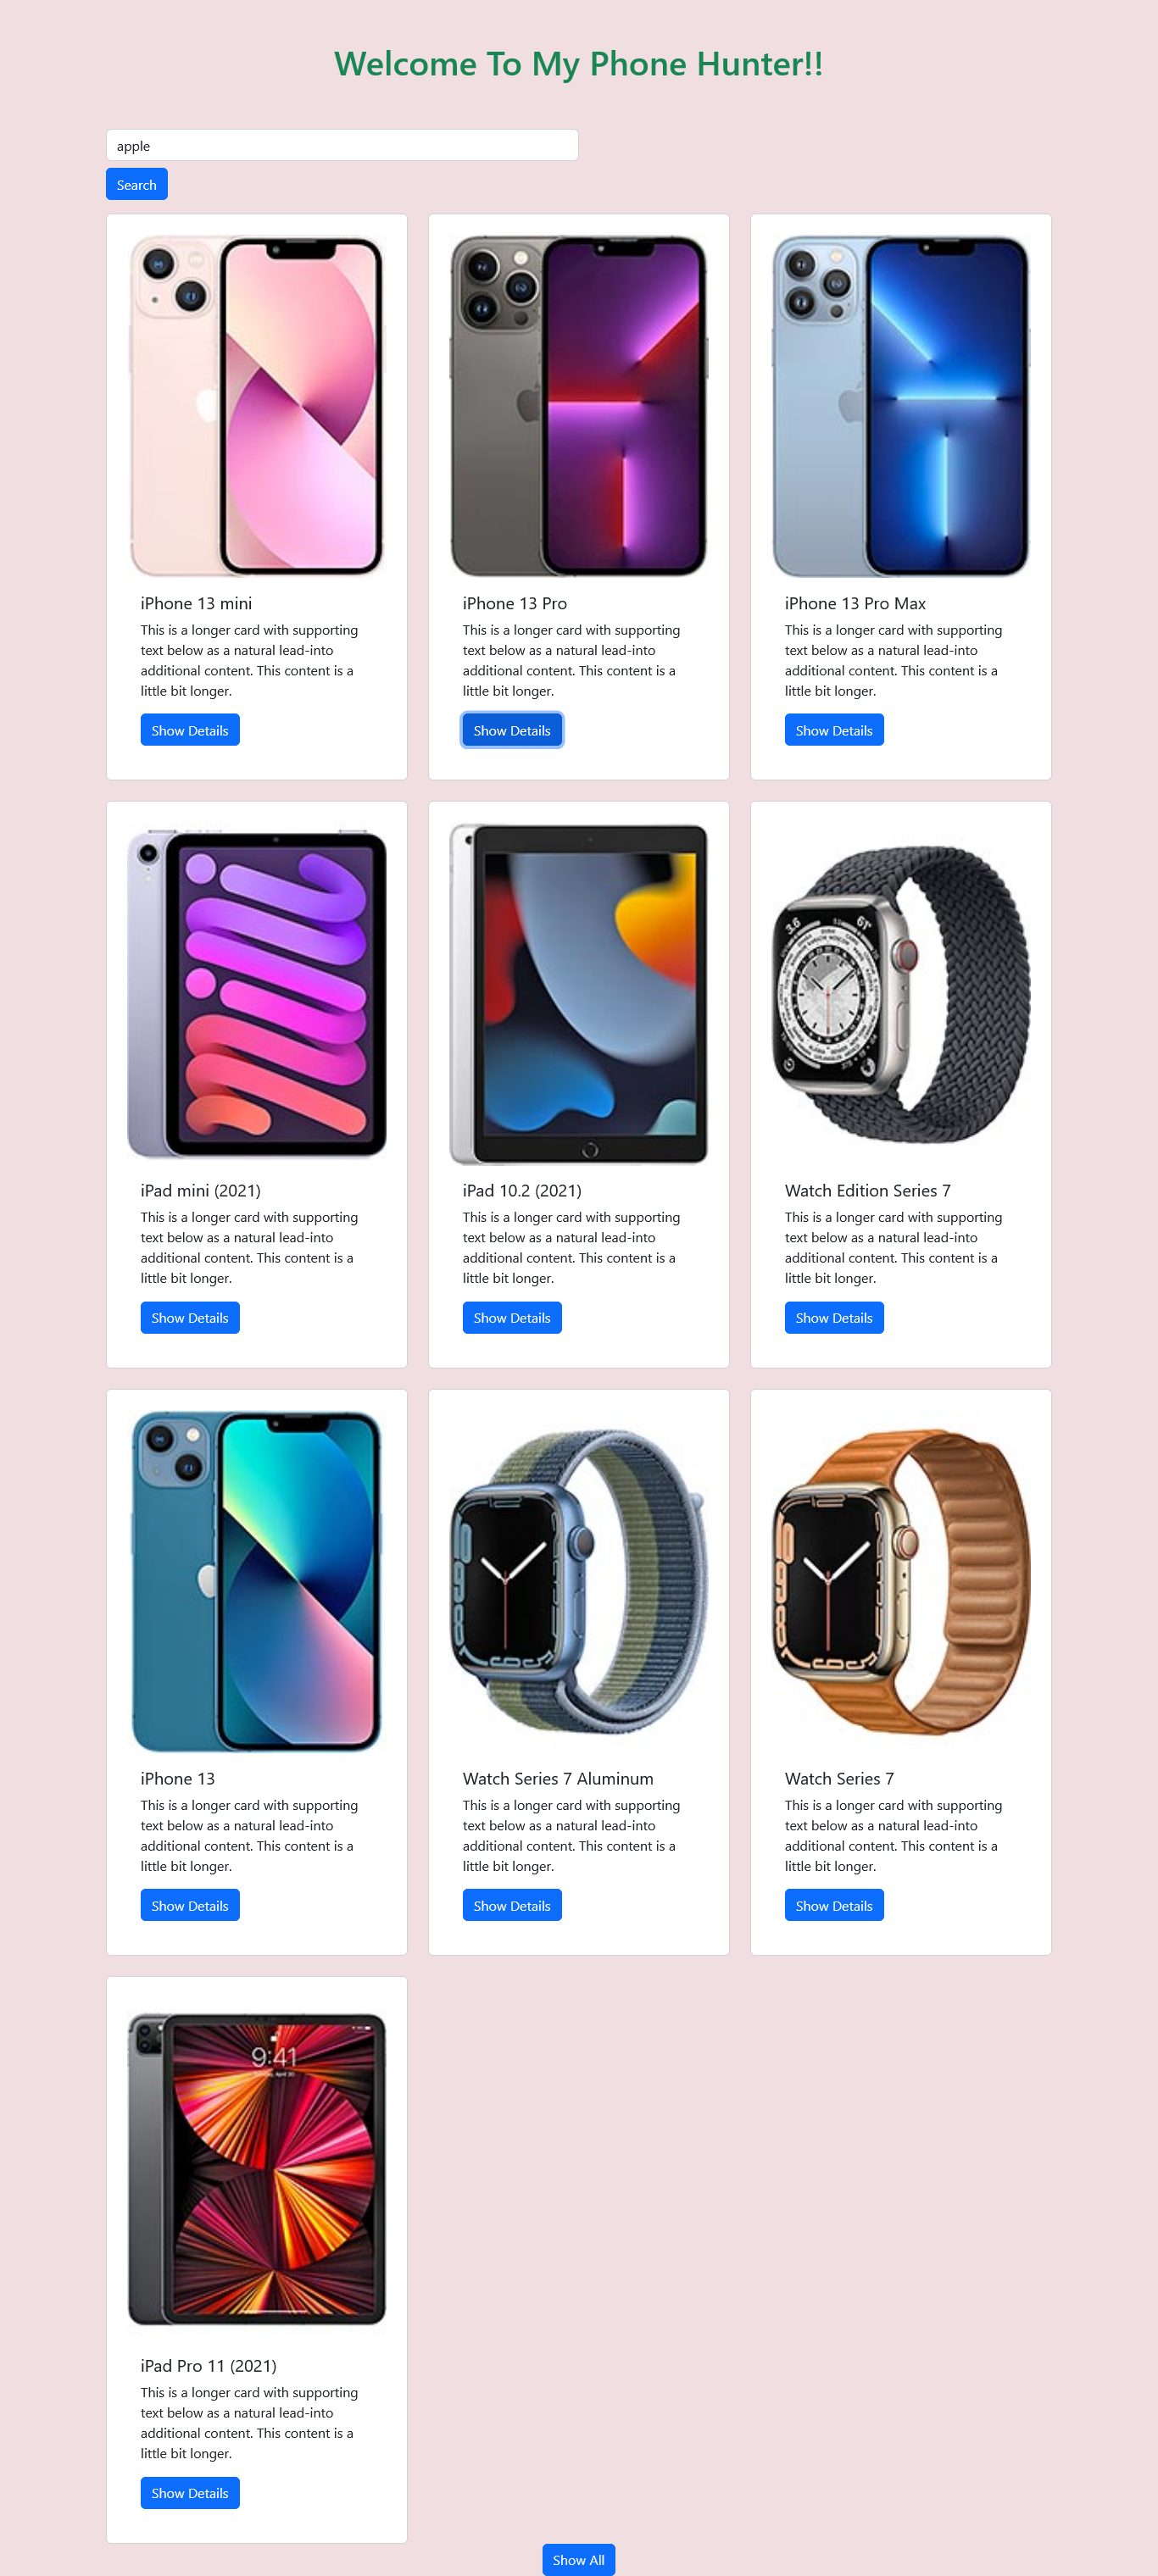 Welcome To My Phone Hunter!!
apple
Search
iPhone 13 mini
This is a longer card with supporting
text below as a natural lead-into
additional content. This content is a
little bit longer.
Show Details
iPhone 13 Pro
This is a longer card with supporting
text below as a natural lead-into
additional content. This content is a
little bit longer.
Show Details
iPhone 13 Pro Max
This is a longer card with supporting
text below as a natural lead-into
additional content. This content is a
little bit longer.
Show Details
iPad mini (2021)
This is a longer card with supporting
text below as a natural lead-into
additional content. This content is a
little bit longer.
Show Details
iPad 10.2 (2021)
This is a longer card with supporting
text below as a natural lead-into
additional content. This content is a
little bit longer.
Show Details
Watch Edition Series 7
This is a longer card with supporting
text below as a natural lead-into
additional content. This content is a
little bit longer.
Show Details
iPhone 13
This is a longer card with supporting
text below as a natural lead-into
additional content. This content is a
little bit longer.
Show Details
Watch Series 7 Aluminum
This is a longer card with supporting
text below as a natural lead-into
additional content. This content is a
little bit longer.
Show Details
Watch Series 7
This is a longer card with supporting
text below as a natural lead-into
additional content. This content is a
little bit longer.
Show Details
9:41
iPad Pro 11 (2021)
This is a longer card with supporting
text below as a natural lead-into
additional content. This content is a
little bit longer.
Show Details
Show All